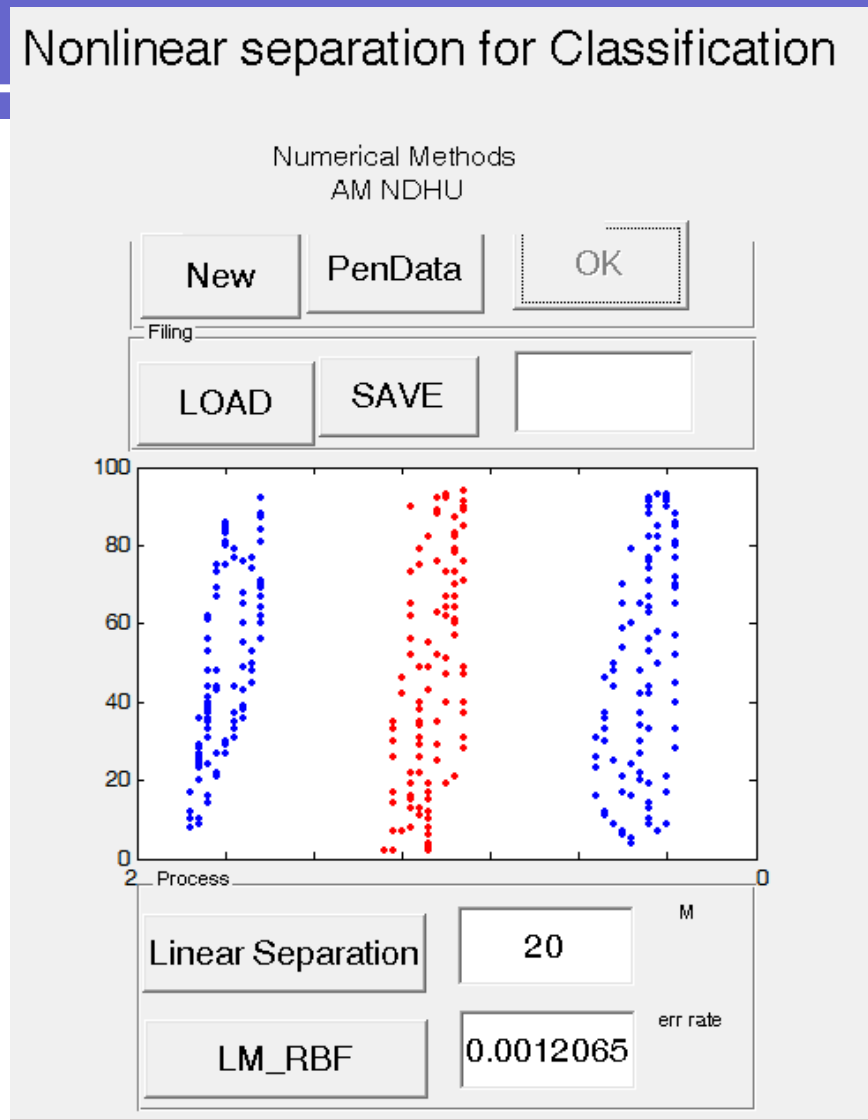 Nonlinear separation for Classification
Numerical Methods
AM NDHU
New PenData OK
Filing
LOAD SAVE
100
80
60
40
20
0
2 0
Process
Linear Separation 20 M
LM_RBF 0.0012065 err rate